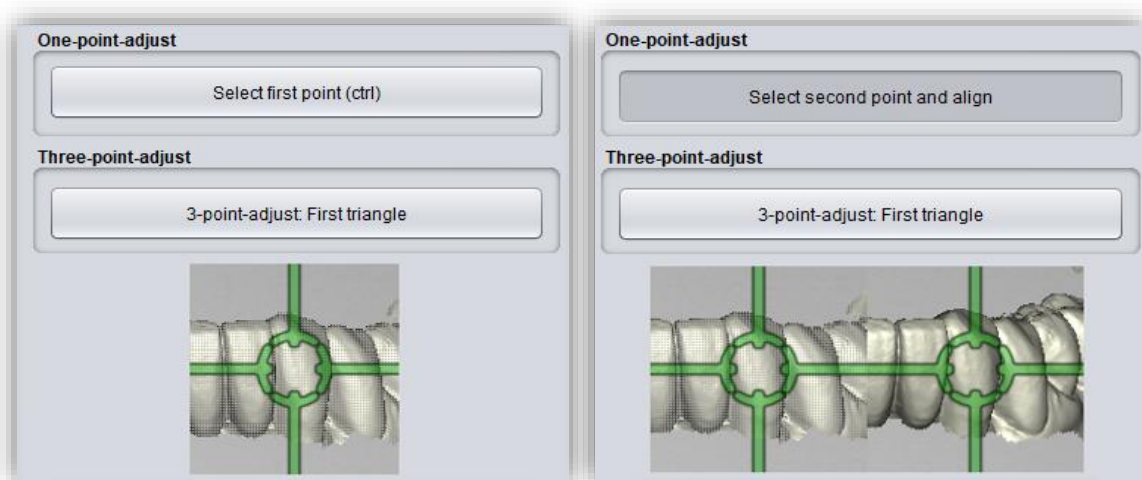 One-point-adjust
Select first point (ctrl)
Three-point-adjust
3-point-adjust: First triangle
One-point-adjust
Select second point and align
Three-point-adjust
3-point-adjust: First triangle